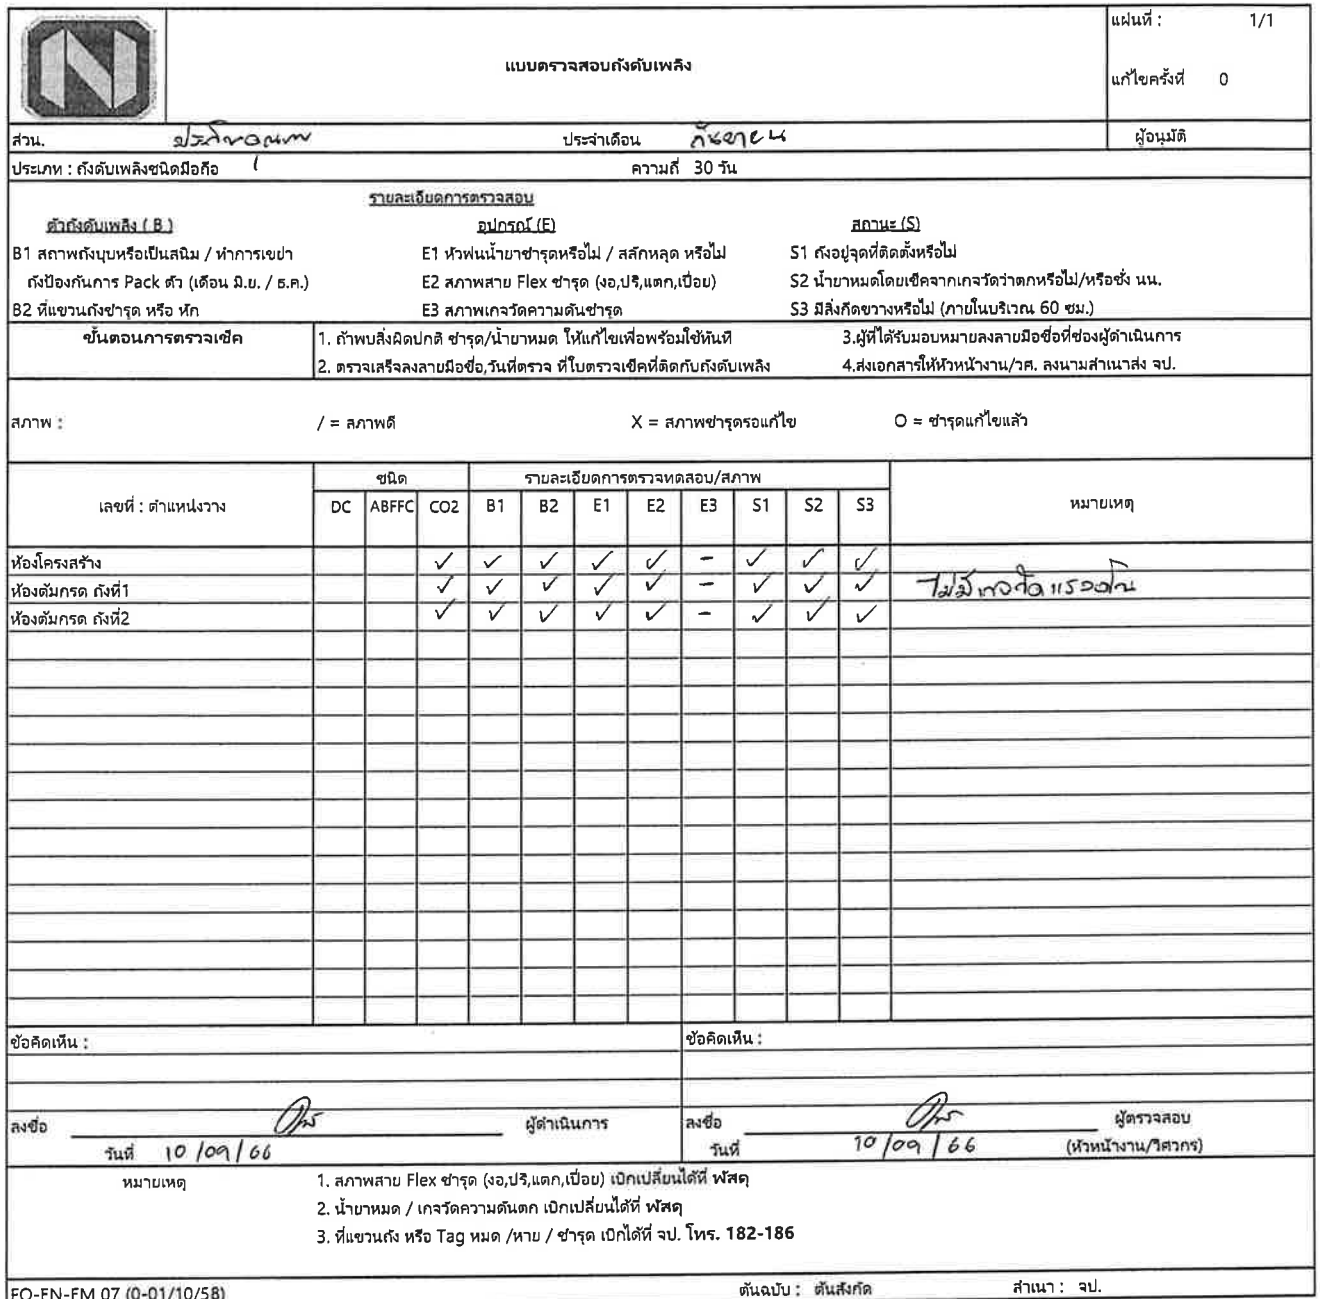 แผ่นที่ : 1/1
แบบตรวจสอบถังดับเพลิง
แก้ไขครั้งที่ 0
ส่วน. ประกันคุณภาพ ประจำเดือน กันยายน ผู้อนุมัติ
ประเภท : ถังดับเพลิงชนิดมือถือ ความถี่ 30 วัน
รายละเอียดการตรวจสอบ
ตัวถังดับเพลิง ( B ) อุปกรณ์ (E) สถานะ (S)
B1 สถาพถังบุบหรือเป็นสนิม / ทำการเขย่า E1 หัวพ่นน้ำยาชำรุดหรือไม่ / สลักหลุด หรือไม่ S1 ถังอยู่จุดที่ติดตั้งหรือไม่
ถังป้องกันการ Pack ตัว (เดือน มิ.ย. / ธ.ค.) E2 สภาพสาย Flex ชำรุด (งอ,ปริ,แตก,เปื่อย) S2 น้ำยาหมดโดยเช็คจากเกจวัดว่าตกหรือไม่/หรือชั่ง นน.
B2 ที่แขวนถังชำรุด หรือ หัก E3 สภาพเกจวัดความดันชำรุด S3 มีสิ่งกีดขวางหรือไม่ (ภายในบริเวณ 60 ซม.)
ขั้นตอนการตรวจเช็ค 1. ถ้าพบสิ่งผิดปกติ ชำรุด/น้ำยาหมด ให้แก้ไขเพื่อพร้อมใช้ทันที 3.ผู้ที่ได้รับมอบหมายลงลายมือชื่อที่ช่องผู้ดำเนินการ
2. ตรวจเสร็จลงลายมือชื่อ,วันที่ตรวจ ที่ใบตรวจเช็คที่ติดกับถังดับเพลิง 4.ส่งเอกสารให้หัวหน้างาน/วศ. ลงนามสำเนาส่ง จป.
สภาพ : / = สภาพดี X = สภาพชำรุดรอแก้ไข O = ชำรุดแก้ไขแล้ว
ชนิด รายละเอียดการตรวจทดสอบ/สภาพ
เลขที่ : ตำแหน่งวาง DC ABFFC CO2 B1 B2 E1 E2 E3 S1 S2 S3 หมายเหตุ
ห้องโครงสร้าง ✓ ✓ ✓ ✓ ✓ - ✓ ✓ ✓
ห้องต้มกรด ถังที่1 ✓ ✓ ✓ ✓ ✓ - ✓ ✓ ✓ ไม่มีเกจวัดแรงดัน
ห้องต้มกรด ถังที่2 ✓ ✓ ✓ ✓ ✓ - ✓ ✓ ✓
ข้อคิดเห็น : ข้อคิดเห็น :
ลงชื่อ ผู้ดำเนินการ ลงชื่อ ผู้ตรวจสอบ
วันที่ 10/09/66 วันที่ 10/09/66 (หัวหน้างาน/วิศวกร)
หมายเหตุ 1. สภาพสาย Flex ชำรุด (งอ,ปริ,แตก,เปื่อย) เบิกเปลี่ยนได้ที่ พัสดุ
2. น้ำยาหมด / เกจวัดความดันตก เบิกเปลี่ยนได้ที่ พัสดุ
3. ที่แขวนถัง หรือ Tag หมด /หาย / ชำรุด เบิกได้ที่ จป. โทร. 182-186
FO-EN-EM 07 (0-01/10/58) ต้นฉบับ : ต้นสังกัด สำเนา : จป.